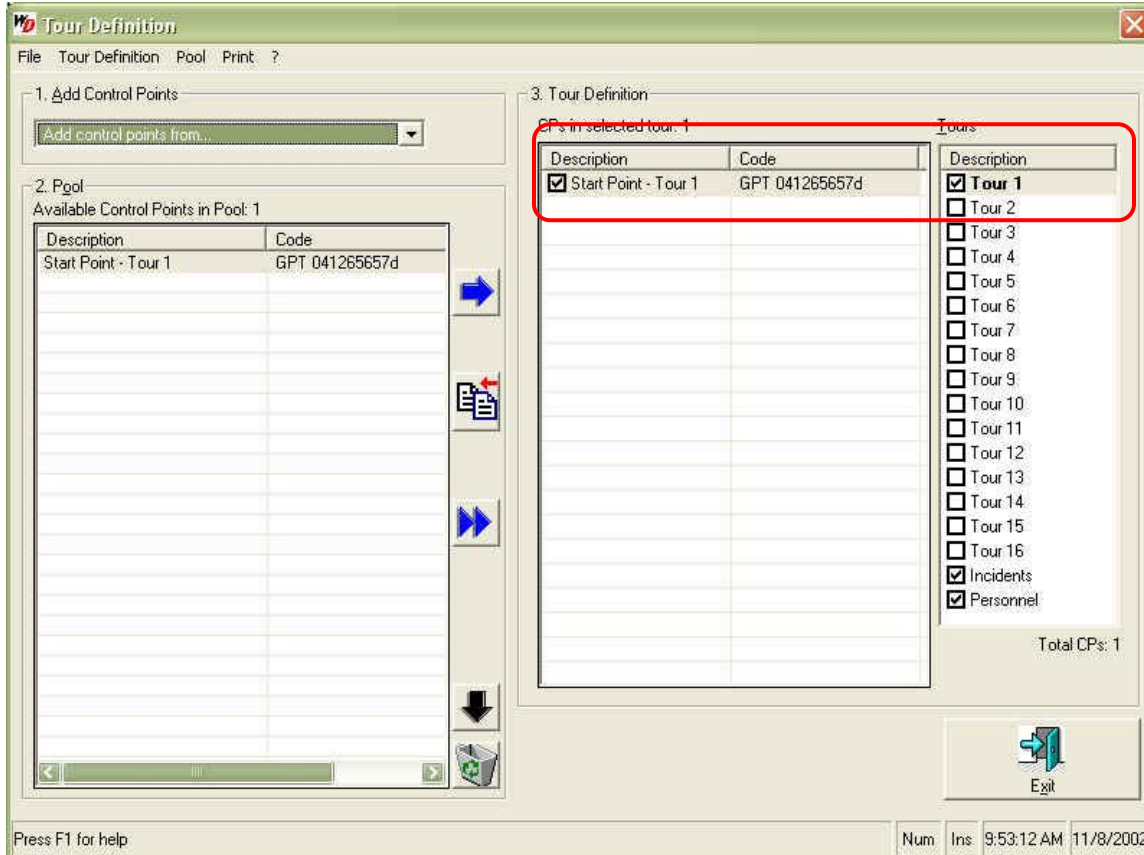 WD Tour Definition
File Tour Definition Pool Print ?
1. Add Control Points
Add control points from...
2. Pool
Available Control Points in Pool: 1
Description Code
Start Point - Tour 1 GPT 041265657d
3. Tour Definition
CPs in selected tour: 1
Description Code
Start Point - Tour 1 GPT 041265657d
Tours
Description
Tour 1
Tour 2
Tour 3
Tour 4
Tour 5
Tour 6
Tour 7
Tour 8
Tour 9
Tour 10
Tour 11
Tour 12
Tour 13
Tour 14
Tour 15
Tour 16
Incidents
Personnel
Total CPs: 1
Exit
Press F1 for help Num Ins 9:53:12 AM 11/8/2002